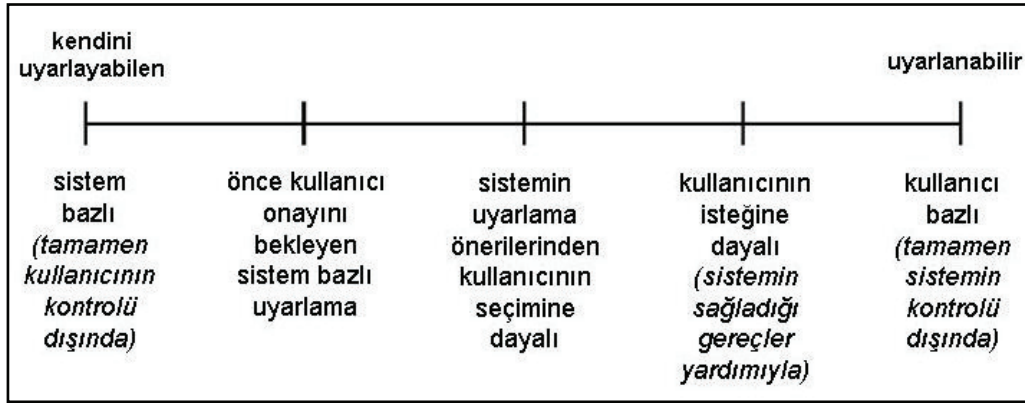 kendini
uyarlayabilen
uyarlanabilir
sistem
bazlı
(tamamen
kullanıcının
kontrolü
dışında)
önce kullanıcı
onayını
bekleyen
sistem bazlı
uyarlama
sistemin
uyarlama
önerilerinden
kullanıcının
seçimine
dayalı
kullanıcının
isteğine
dayalı
(sistemin
sağladığı
gereçler
yardımıyla)
kullanıcı
bazlı
(tamamen
sistemin
kontrolü
dışında)